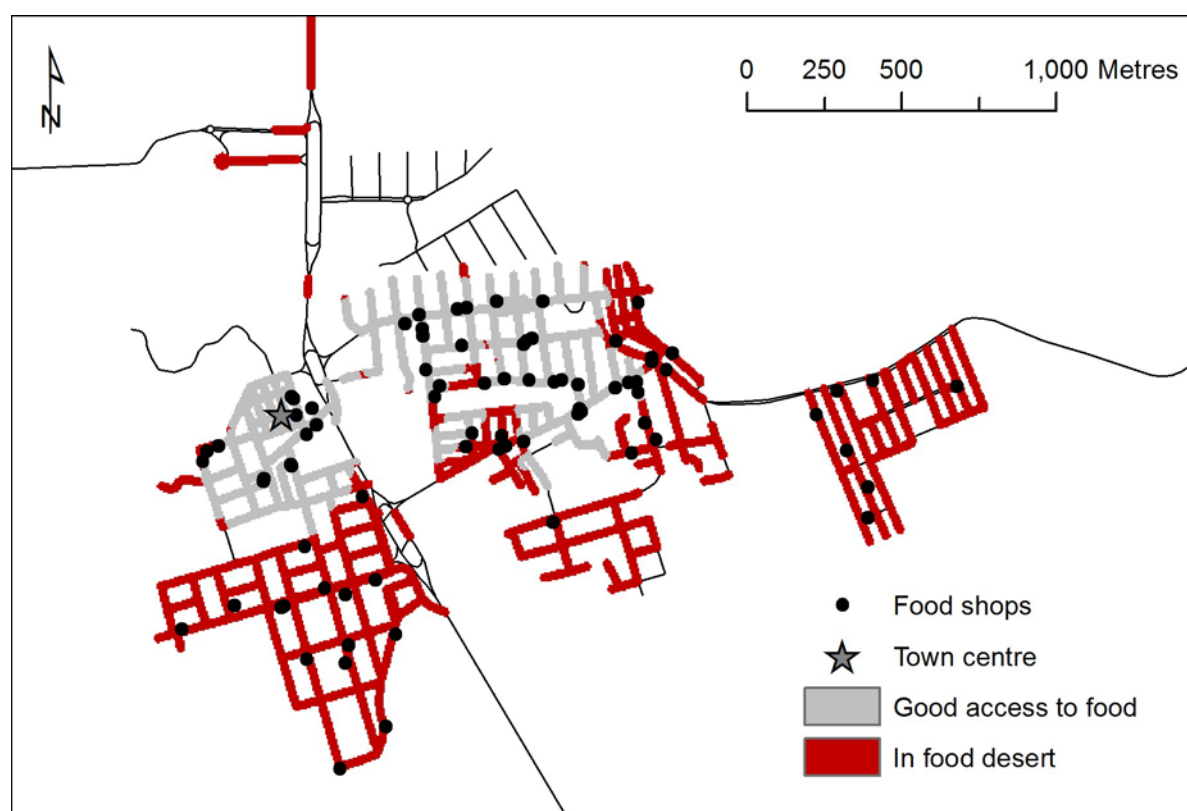 N
0 250 500 1,000 Metres
Food shops
Town centre
Good access to food
In food desert